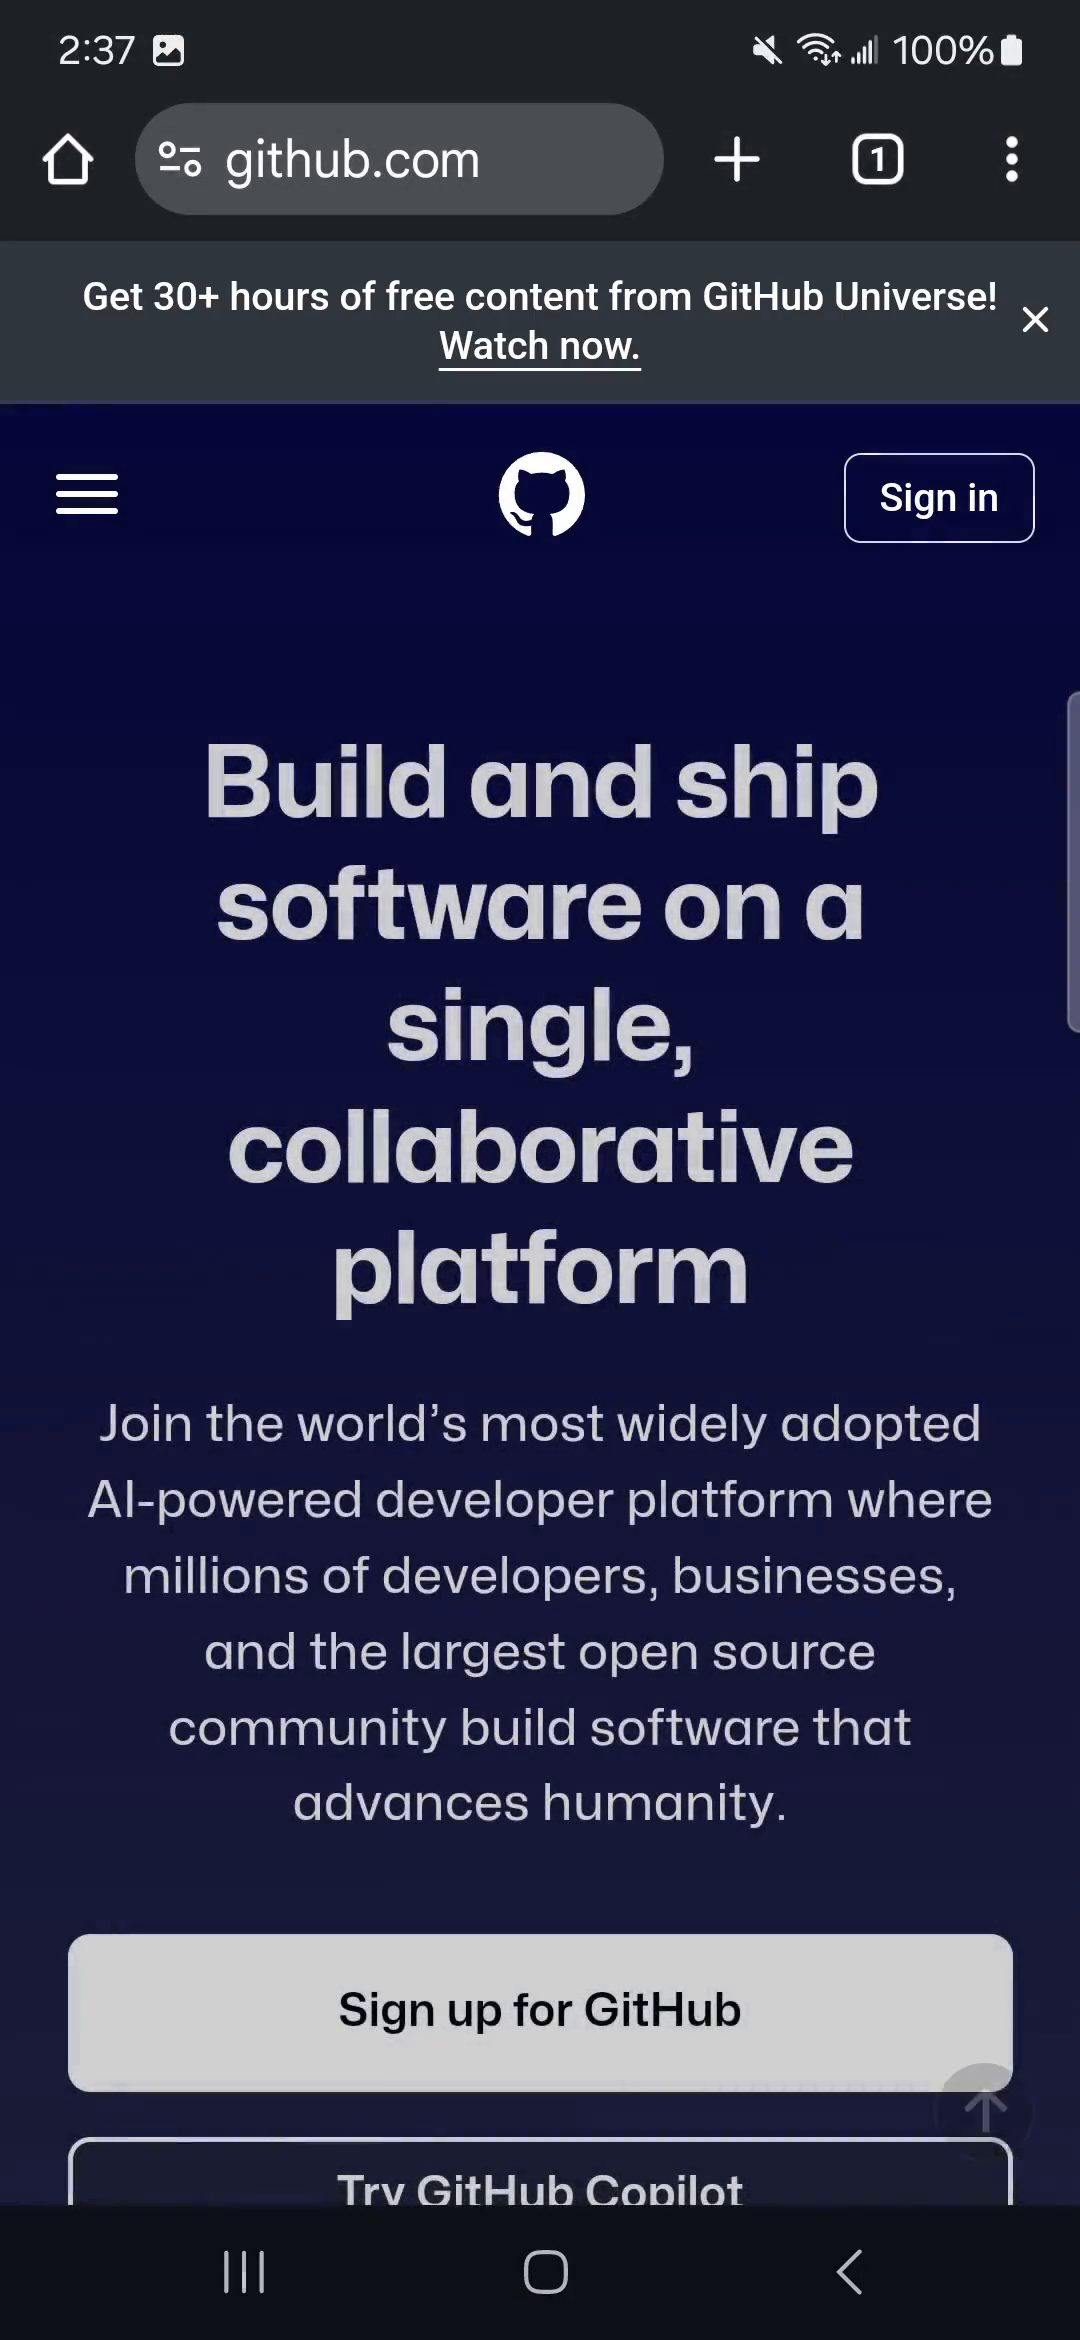 2:37
100%
github.com
1
Get 30+ hours of free content from GitHub Universe!
Watch now.
Sign in
Build and ship
software on a
single,
collaborative
platform
Join the world’s most widely adopted
AI-powered developer platform where
millions of developers, businesses,
and the largest open source
community build software that
advances humanity.
Sign up for GitHub
Try GitHub Copilot